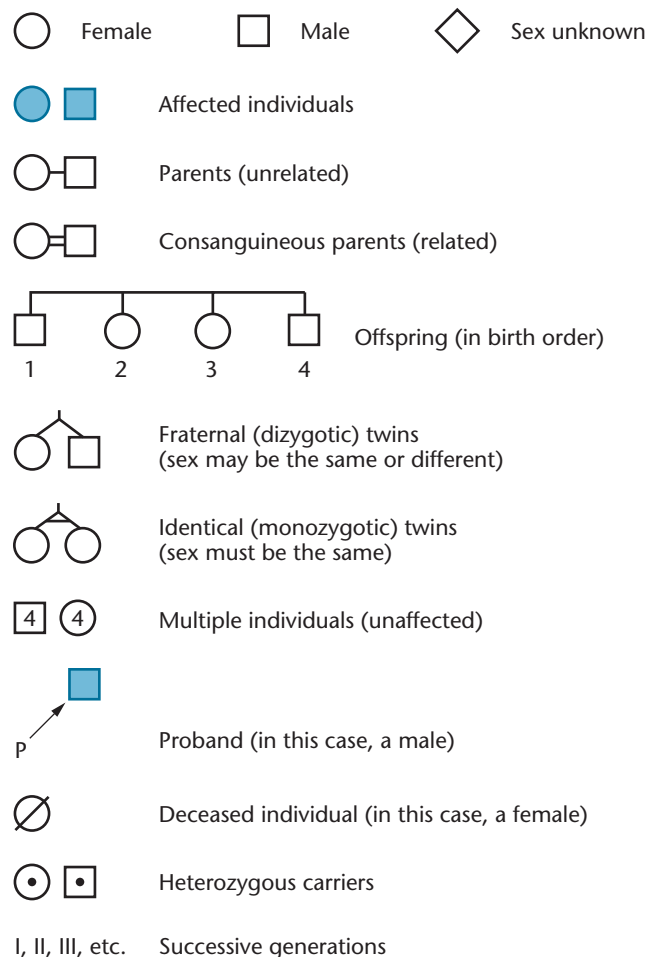 Female Male Sex unknown
Affected individuals
Parents (unrelated)
Consanguineous parents (related)
Offspring (in birth order)
1 2 3 4
Fraternal (dizygotic) twins
(sex may be the same or different)
Identical (monozygotic) twins
(sex must be the same)
4 4 Multiple individuals (unaffected)
P Proband (in this case, a male)
Deceased individual (in this case, a female)
Heterozygous carriers
I, II, III, etc. Successive generations